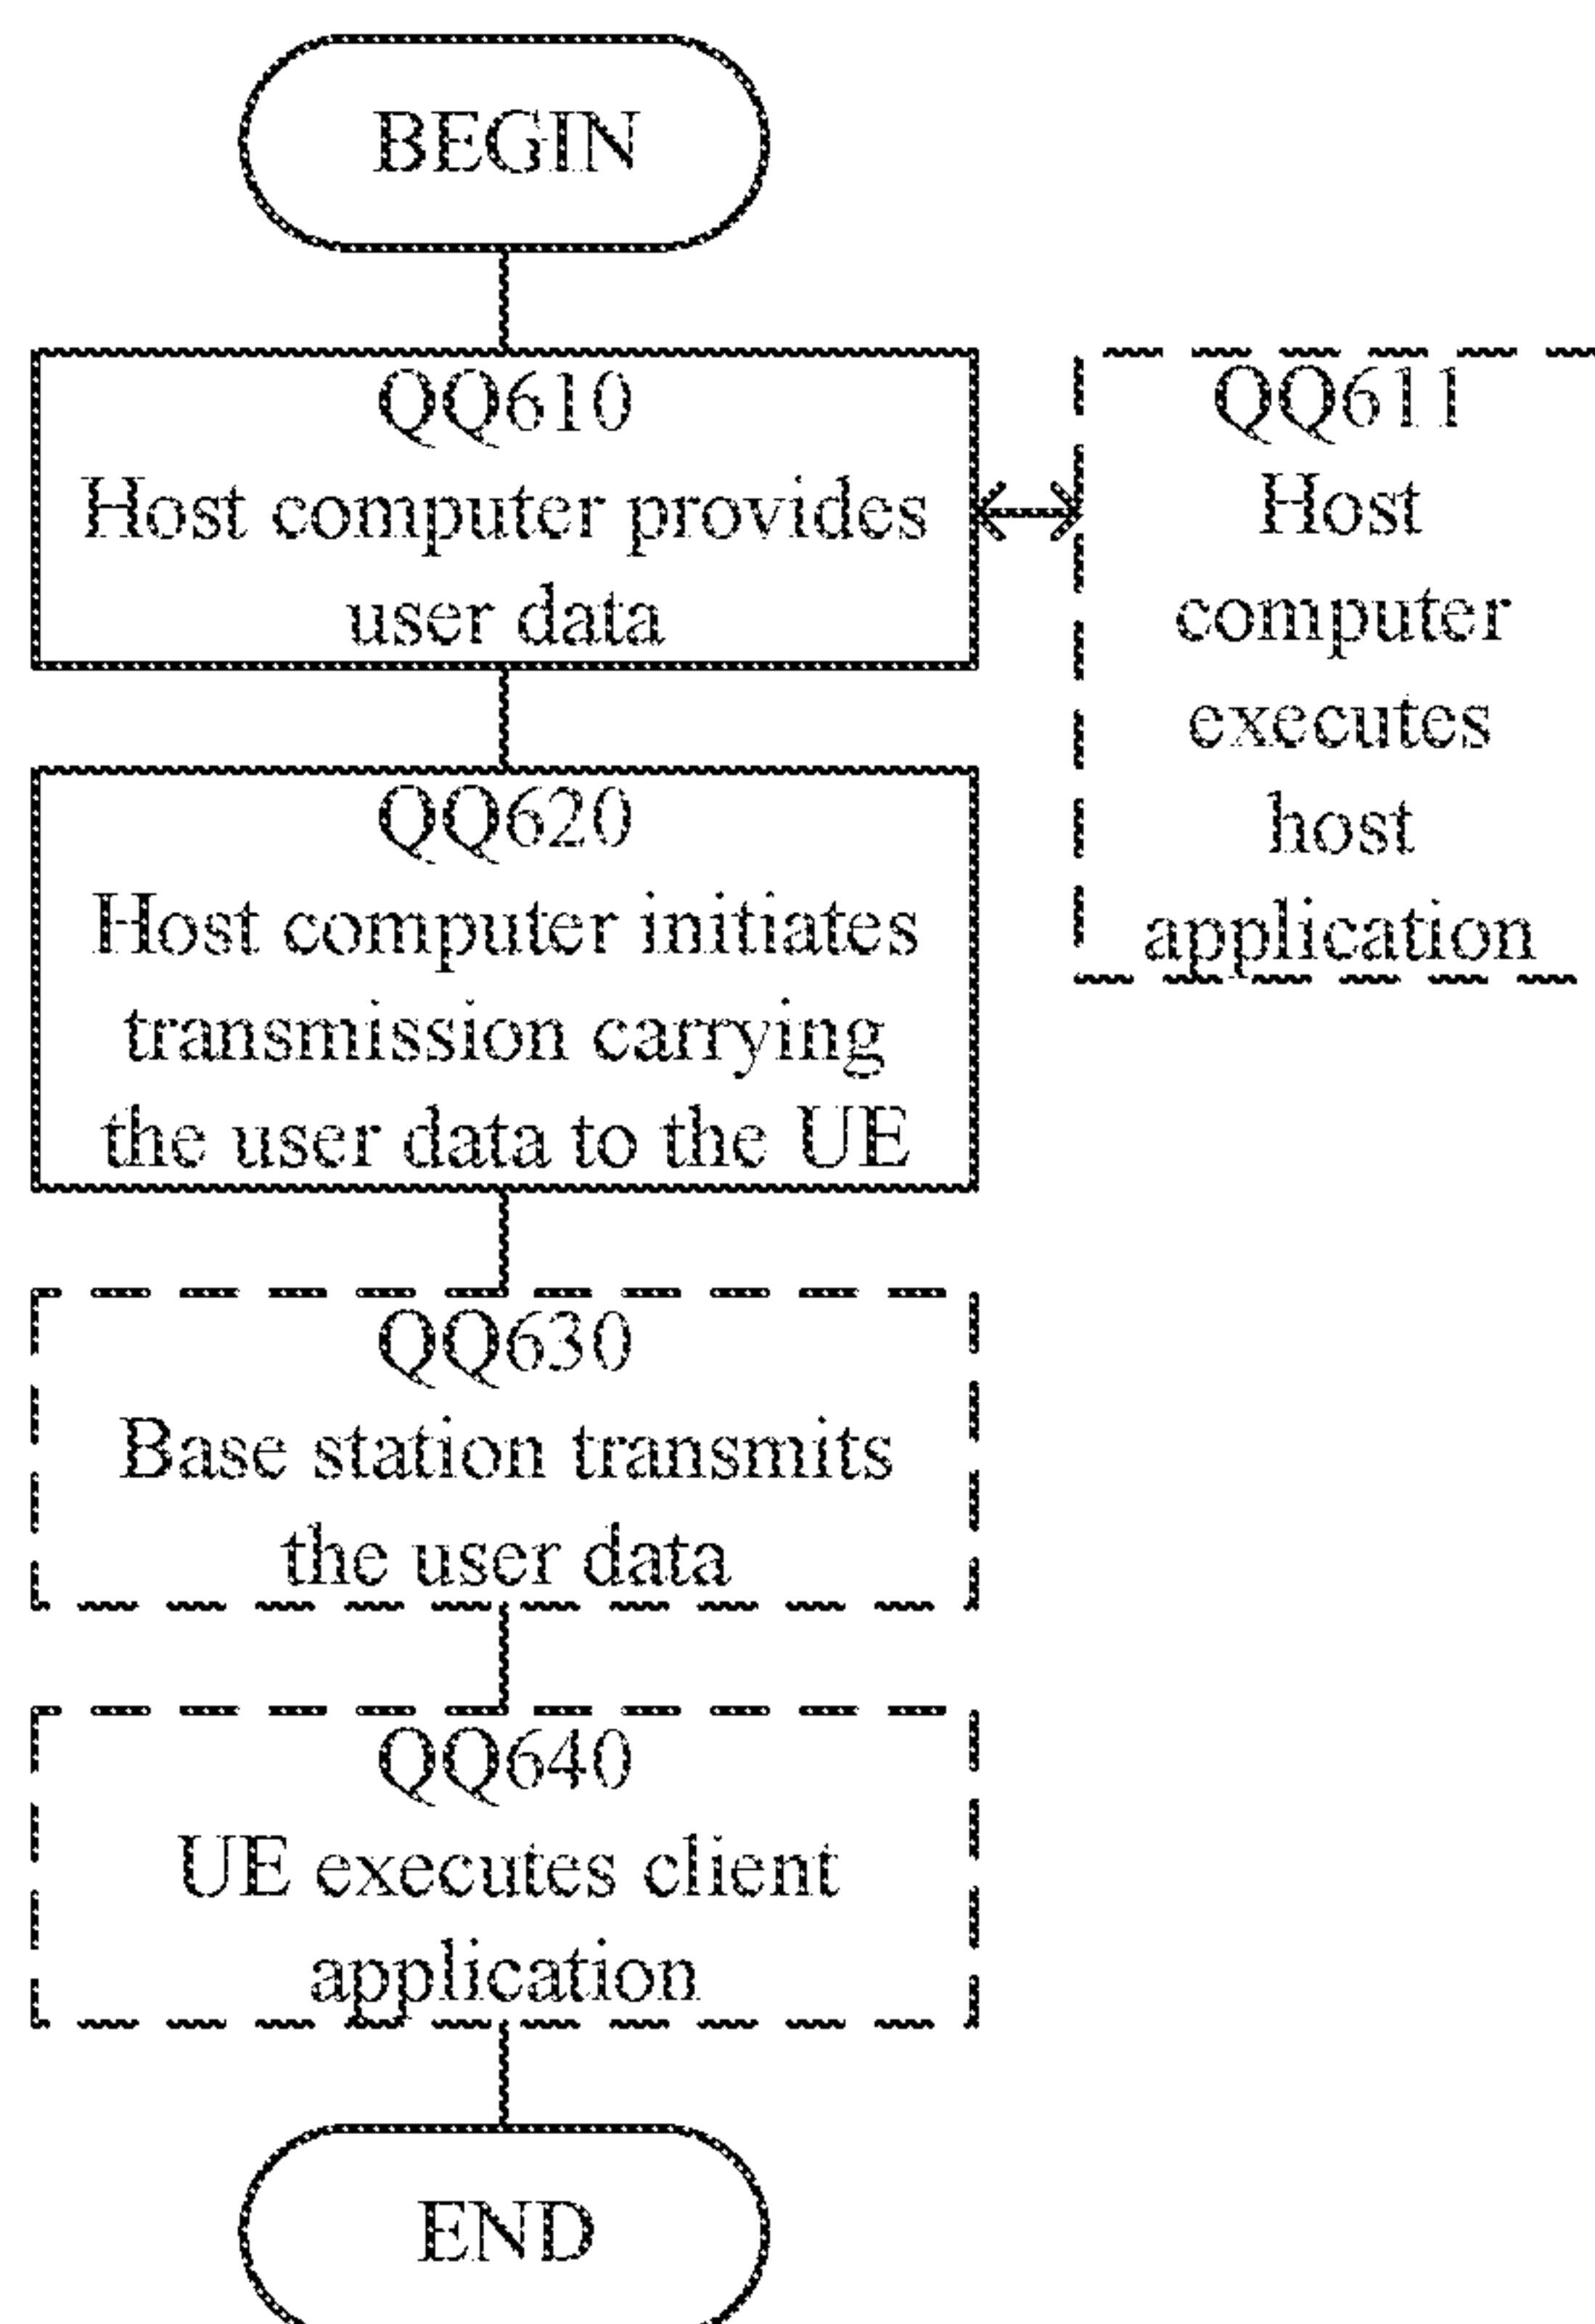 BEGIN
QQ610
Host computer provides
user data
QQ611
Host
computer
executes
host
application
QQ620
Host computer initiates
transmission carrying
the user data to the UE
QQ630
Base station transmits
the user data
QQ640
UE executes client
application
END